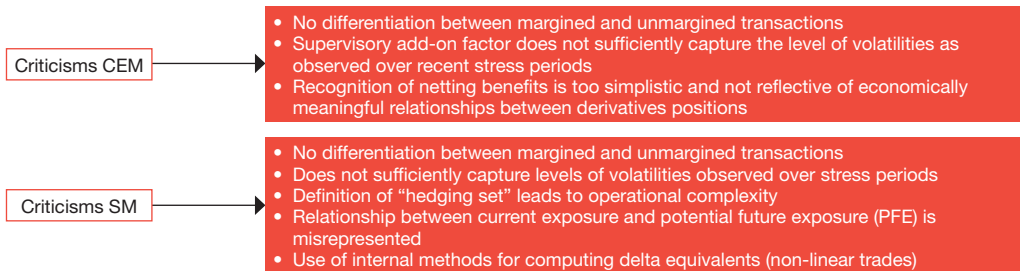 Criticisms CEM
• No differentiation between margined and unmargined transactions
• Supervisory add-on factor does not sufficiently capture the level of volatilities as
observed over recent stress periods
• Recognition of netting benefits is too simplistic and not reflective of economically
meaningful relationships between derivatives positions
Criticisms SM
• No differentiation between margined and unmargined transactions
• Does not sufficiently capture levels of volatilities observed over stress periods
• Definition of “hedging set” leads to operational complexity
• Relationship between current exposure and potential future exposure (PFE) is
misrepresented
• Use of internal methods for computing delta equivalents (non-linear trades)